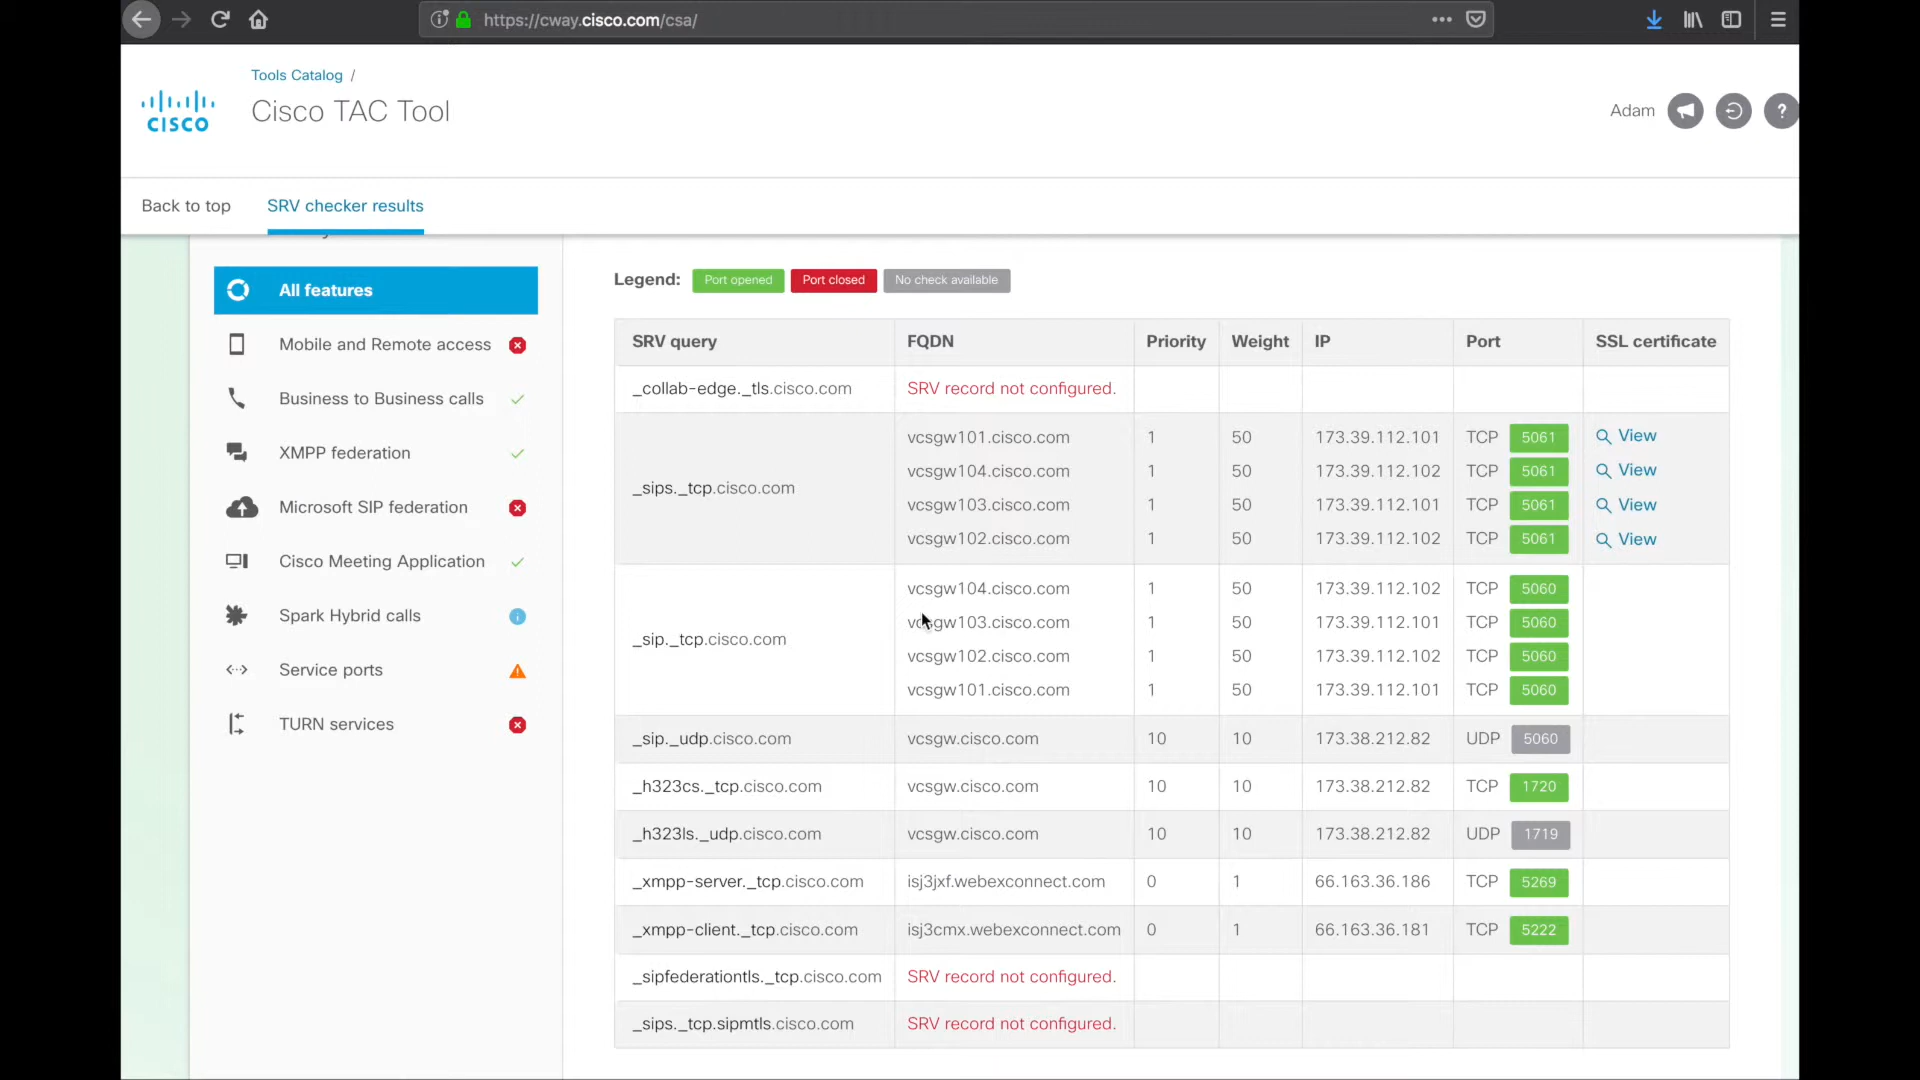 https://cway.cisco.com/csa/
Tools Catalog /
Cisco TAC Tool
CISCO
Adam
?
Back to top
SRV checker results
All features
Mobile and Remote access
Business to Business calls
XMPP federation
Microsoft SIP federation
Cisco Meeting Application
Spark Hybrid calls
Service ports
TURN services
Legend: Port opened Port closed No check available
SRV query FQDN Priority Weight IP Port SSL certificate
_collab-edge._tls.cisco.com SRV record not configured.
_sips._tcp.cisco.com
vcsgw101.cisco.com 1 50 173.39.112.101 TCP 5061 View
vcsgw104.cisco.com 1 50 173.39.112.102 TCP 5061 View
vcsgw103.cisco.com 1 50 173.39.112.101 TCP 5061 View
vcsgw102.cisco.com 1 50 173.39.112.102 TCP 5061 View
_sip._tcp.cisco.com
vcsgw104.cisco.com 1 50 173.39.112.102 TCP 5060
vcsgw103.cisco.com 1 50 173.39.112.101 TCP 5060
vcsgw102.cisco.com 1 50 173.39.112.102 TCP 5060
vcsgw101.cisco.com 1 50 173.39.112.101 TCP 5060
_sip._udp.cisco.com vcsgw.cisco.com 10 10 173.38.212.82 UDP 5060
_h323cs._tcp.cisco.com vcsgw.cisco.com 10 10 173.38.212.82 TCP 1720
_h323ls._udp.cisco.com vcsgw.cisco.com 10 10 173.38.212.82 UDP 1719
_xmpp-server._tcp.cisco.com isj3jxf.webexconnect.com 0 1 66.163.36.186 TCP 5269
_xmpp-client._tcp.cisco.com isj3cmx.webexconnect.com 0 1 66.163.36.181 TCP 5222
_sipfederationtls._tcp.cisco.com SRV record not configured.
_sips._tcp.sipmtls.cisco.com SRV record not configured.